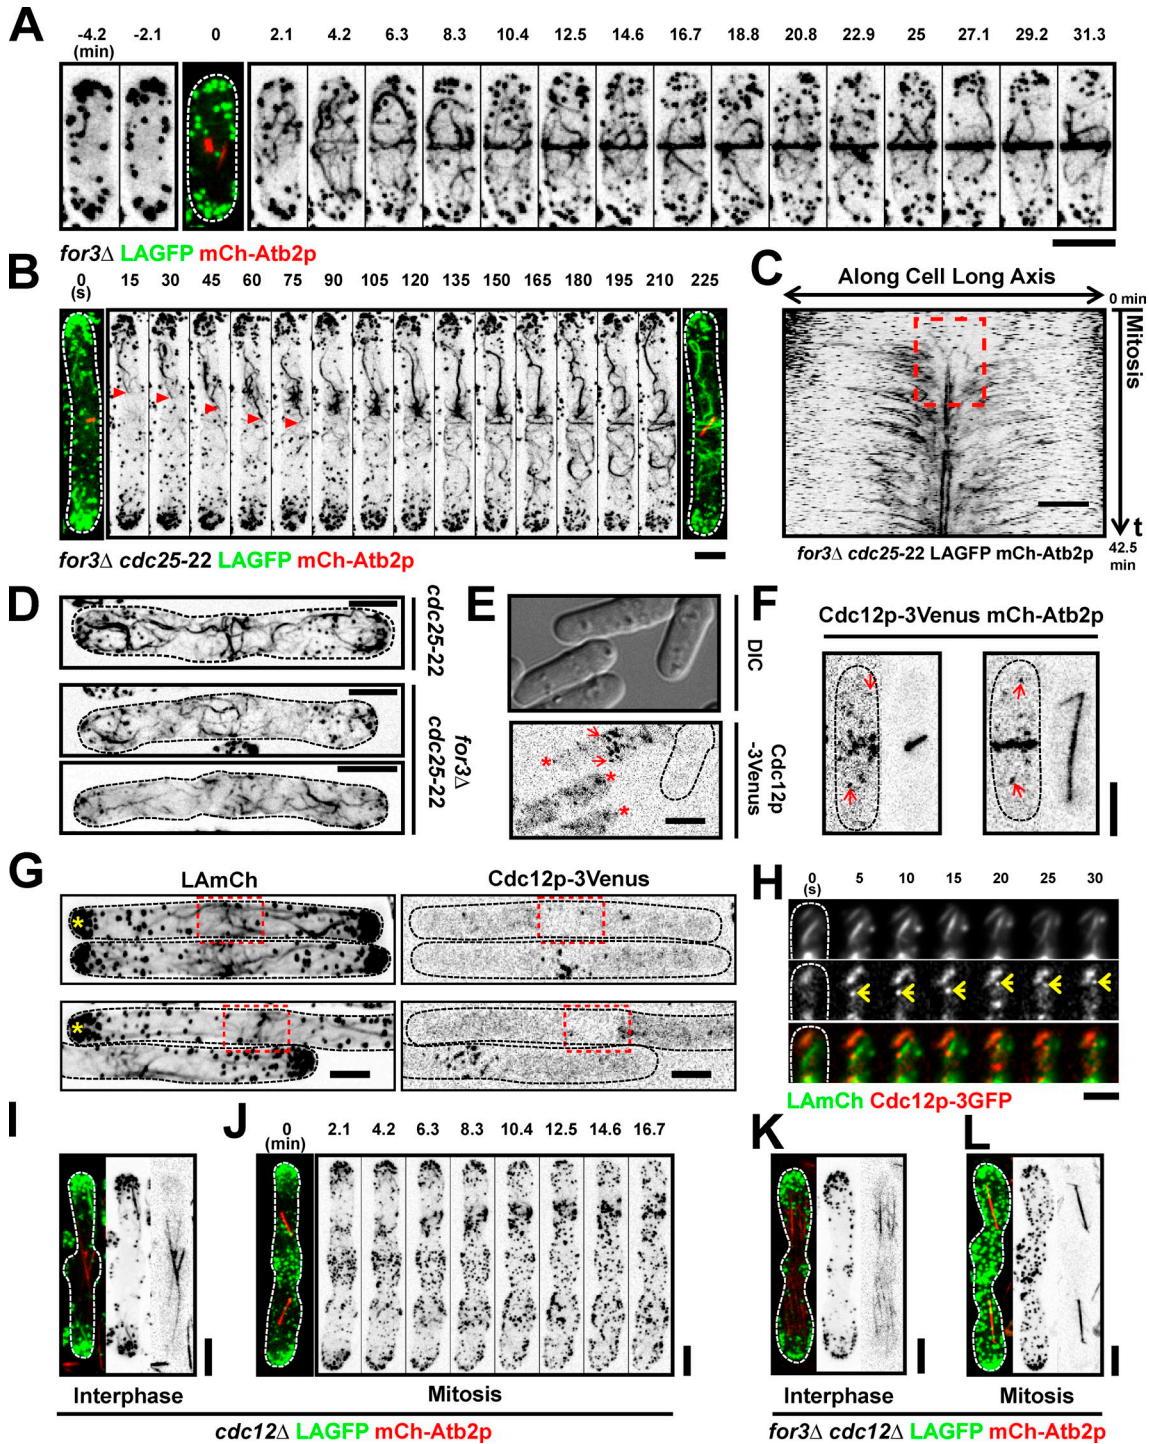 A
-4.2 -2.1 0 2.1 4.2 6.3 8.3 10.4 12.5 14.6 16.7 18.8 20.8 22.9 25 27.1 29.2 31.3
(min)
for3Δ LAGFP mCh-Atb2p
B
0 15 30 45 60 75 90 105 120 135 150 165 180 195 210 225
(s)
for3Δ cdc25-22 LAGFP mCh-Atb2p
C
Along Cell Long Axis
0 min
Mitosis
t
42.5
min
for3Δ cdc25-22 LAGFP mCh-Atb2p
D
cdc25-22
for3Δ
cdc25-22
E
DIC
Cdc12p
-3Venus
* * *
F
Cdc12p-3Venus mCh-Atb2p
G
LAmCh Cdc12p-3Venus
*
*
H
0 5 10 15 20 25 30
(s)
LAmCh Cdc12p-3GFP
I
Interphase
J
0 2.1 4.2 6.3 8.3 10.4 12.5 14.6 16.7
(min)
Mitosis
cdc12Δ LAGFP mCh-Atb2p
K
Interphase
L
Mitosis
for3Δ cdc12Δ LAGFP mCh-Atb2p